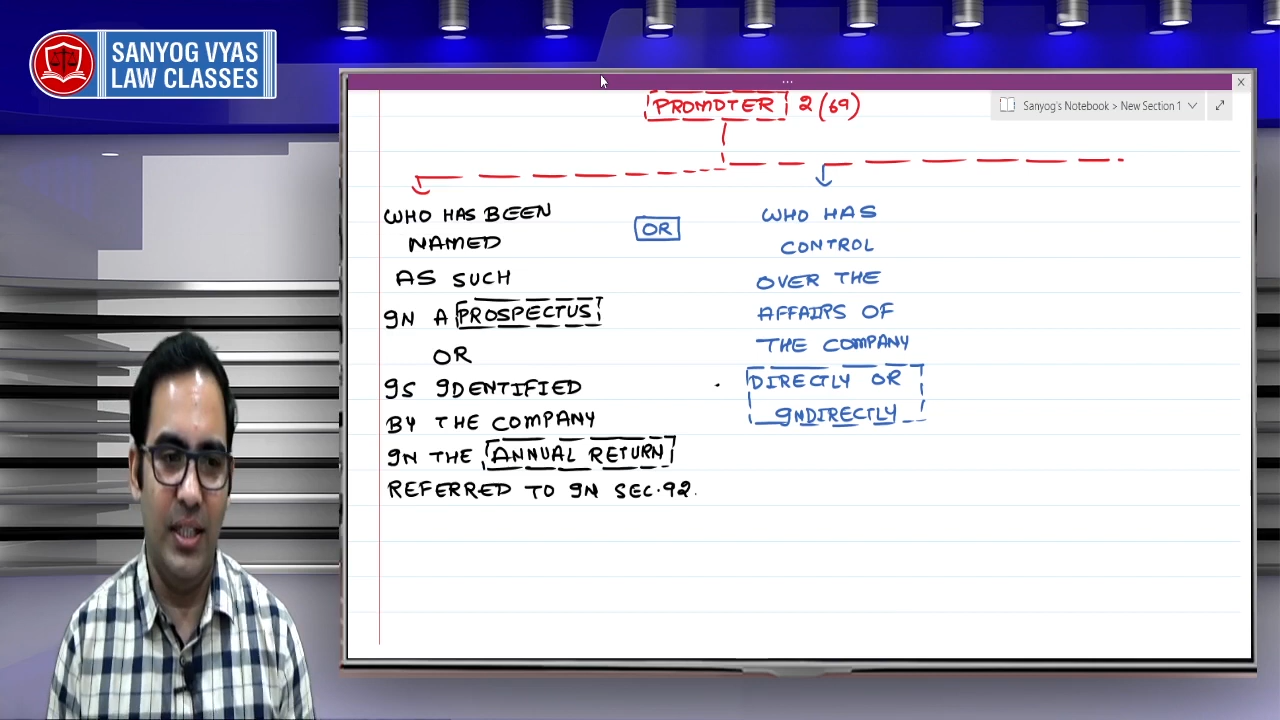 SANYOG VYAS
LAW CLASSES
PROMOTER 2(69)
Sanyog's Notebook > New Section 1
WHO HAS BEEN
NAMED
AS SUCH
IN A PROSPECTUS
OR
IS IDENTIFIED
BY THE COMPANY
IN THE ANNUAL RETURN
REFERRED TO IN SEC.92.
OR
WHO HAS
CONTROL
OVER THE
AFFAIRS OF
THE COMPANY
DIRECTLY OR
INDIRECTLY